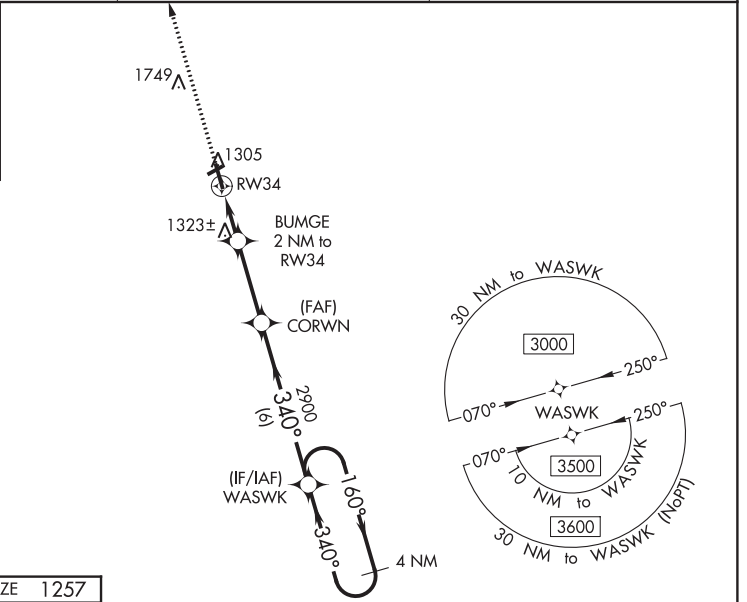 1749
1305
RW34
1323±
BUMGE
2 NM to
RW34
(FAF)
CORWN
2900
340°
(6)
(IF/IAF)
WASWK
160°
340°
4 NM
30 NM to WASWK
3000
250°
070°
WASWK
250°
070°
3500
10 NM to WASWK
3600
30 NM to WASWK (NoPT)
ZE 1257